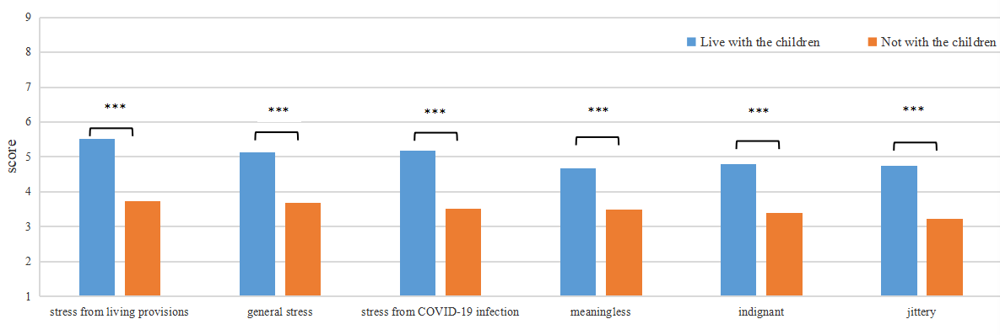 9
Live with the children
Not with the children
8
7
***
***
***
***
***
***
6
5
4
3
2
1
score
stress from living provisions
general stress
stress from COVID-19 infection
meaningless
indignant
jittery